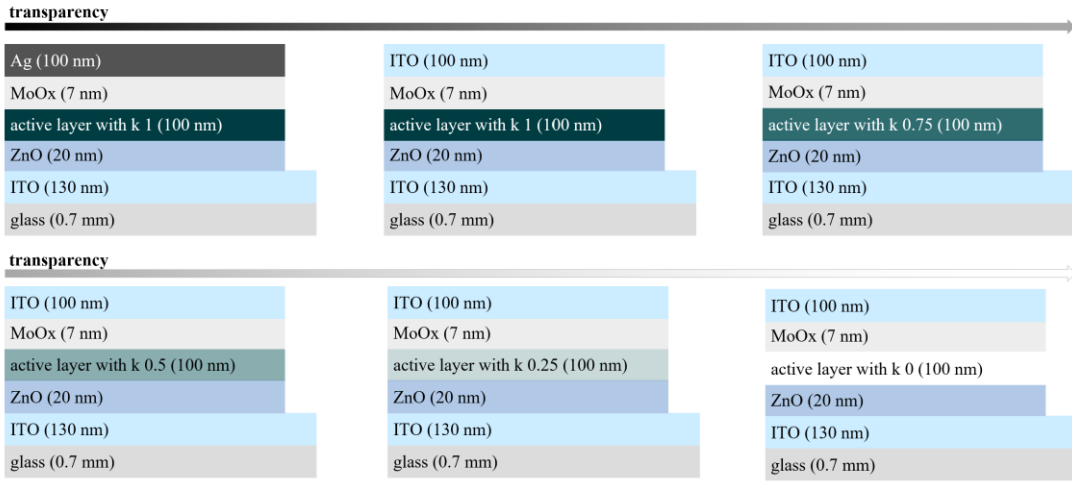 transparency
Ag (100 nm)
MoOx (7 nm)
active layer with k 1 (100 nm)
ZnO (20 nm)
ITO (130 nm)
glass (0.7 mm)
ITO (100 nm)
MoOx (7 nm)
active layer with k 1 (100 nm)
ZnO (20 nm)
ITO (130 nm)
glass (0.7 mm)
ITO (100 nm)
MoOx (7 nm)
active layer with k 0.75 (100 nm)
ZnO (20 nm)
ITO (130 nm)
glass (0.7 mm)
transparency
ITO (100 nm)
MoOx (7 nm)
active layer with k 0.5 (100 nm)
ZnO (20 nm)
ITO (130 nm)
glass (0.7 mm)
ITO (100 nm)
MoOx (7 nm)
active layer with k 0.25 (100 nm)
ZnO (20 nm)
ITO (130 nm)
glass (0.7 mm)
ITO (100 nm)
MoOx (7 nm)
active layer with k 0 (100 nm)
ZnO (20 nm)
ITO (130 nm)
glass (0.7 mm)